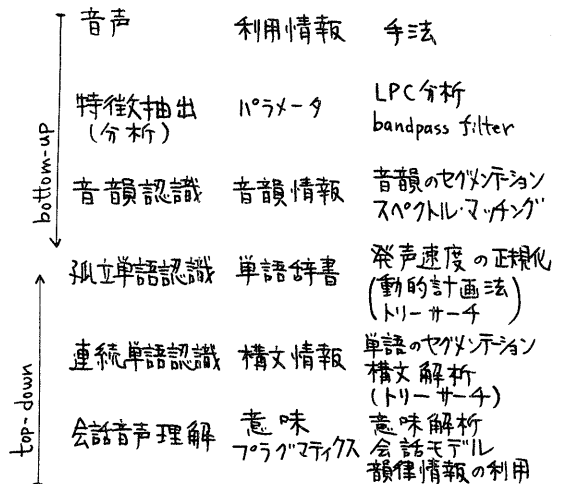 音声 利用情報 手法
特徴抽出 パラメータ LPC分析
(分析) bandpass filter
音韻認識 音韻情報 音韻のセグメンテーション
スペクトル・マッチング
孤立単語認識 単語辞書 発声速度の正規化
(動的計画法
トリーサーチ)
連続単語認識 構文情報 単語のセグメンテーション
構文解析
(トリーサーチ)
会話音声理解 意味 意味解析
プラグマティクス 会話モデル
韻律情報の利用
bottom-up
top-down